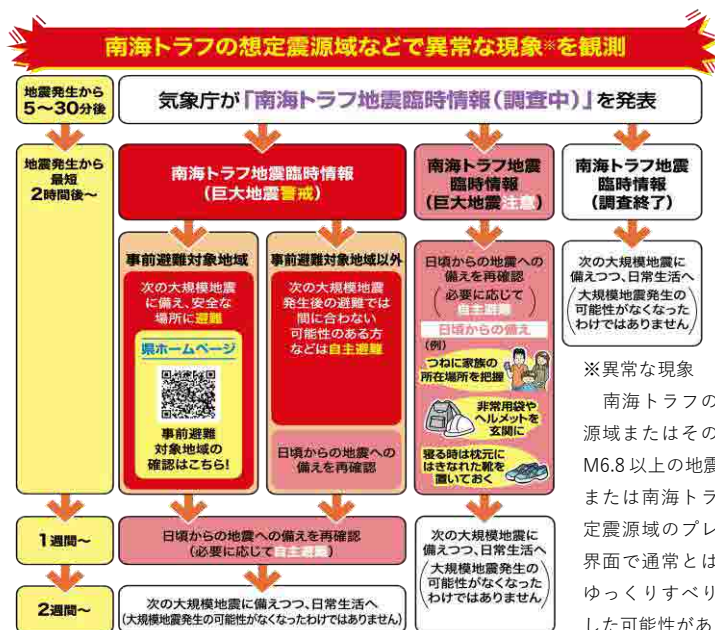 南海トラフの想定震源域などで異常な現象※を観測
地震発生から
5〜30分後
気象庁が「南海トラフ地震臨時情報(調査中)」を発表
地震発生から
最短
2時間後〜
南海トラフ地震臨時情報
(巨大地震警戒)
事前避難対象地域
次の大規模地震
に備え、安全な
場所に避難
県ホームページ
事前避難
対象地域の
確認はこちら!
事前避難対象地域以外
次の大規模地震
発生後の避難では
間に合わない
可能性のある方
などは自主避難
日頃からの地震への
備えを再確認
南海トラフ地震
臨時情報
(巨大地震注意)
日頃からの地震への
備えを再確認
(必要に応じて
自主避難)
日頃からの備え
(例)
つねに家族の
所在場所を把握
非常用袋や
ヘルメットを
玄関に
寝る時は枕元に
はきなれた靴を
置いておく
南海トラフ地震
臨時情報
(調査終了)
次の大規模地震に
備えつつ、日常生活へ
(大規模地震発生の
可能性がなくなった
わけではありません)
1週間〜
日頃からの地震への備えを再確認
(必要に応じて自主避難)
次の大規模地震に
備えつつ、日常生活へ
(大規模地震発生の
可能性がなくなった
わけではありません)
2週間〜
次の大規模地震に備えつつ、日常生活へ
(大規模地震発生の可能性がなくなったわけではありません)
※異常な現象
南海トラフの
源域またはその
M6.8以上の地震
または南海トラ
定震源域のプレ
界面で通常とは
ゆっくりすべり
した可能性があ